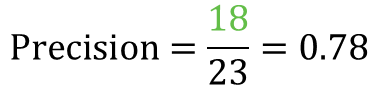 Precision = 18/23 = 0.78